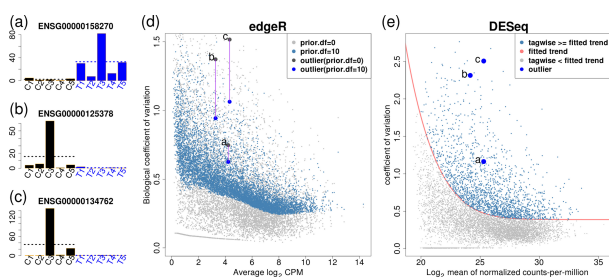 (a) ENSG00000158270
0 40 80
C1 C2 C3 C4 C5 T1 T2 T3 T4 T5
(b) ENSG00000125378
0 20 60
C1 C2 C3 C4 C5 T1 T2 T3 T4 T5
(c) ENSG00000134762
0 60 120
C1 C2 C3 C4 C5 T1 T2 T3 T4 T5
(d) edgeR
prior.df=0
prior.df=10
outlier(prior.df=0)
outlier(prior.df=10)
c
b
a
Biological coefficient of variation
0.0 0.5 1.0 1.5
0 2 4 6 8 10 12 14
Average log2 CPM
(e) DESeq
tagwise >= fitted trend
fitted trend
tagwise < fitted trend
outlier
c
b
a
coefficient of variation
0.0 0.5 1.0 1.5 2.0 2.5 3.0
20 25 30 35
Log2 mean of normalized counts-per-million